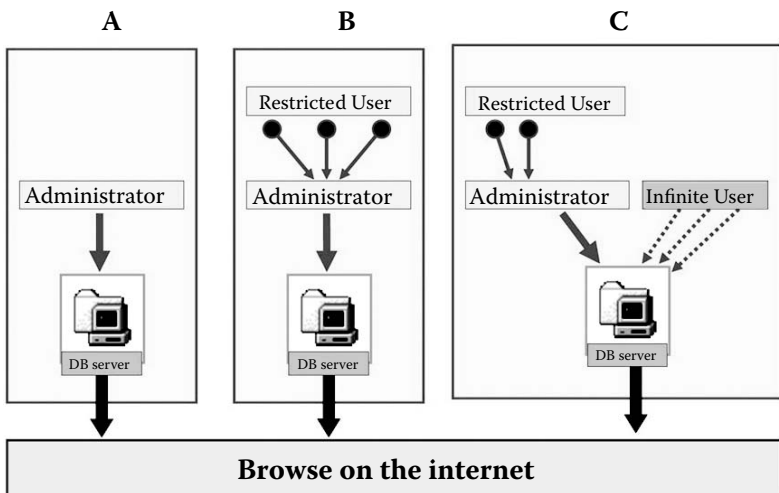 A
B
C
Restricted User
Restricted User
Administrator
Administrator
Administrator
Infinite User
DB server
DB server
DB server
Browse on the internet